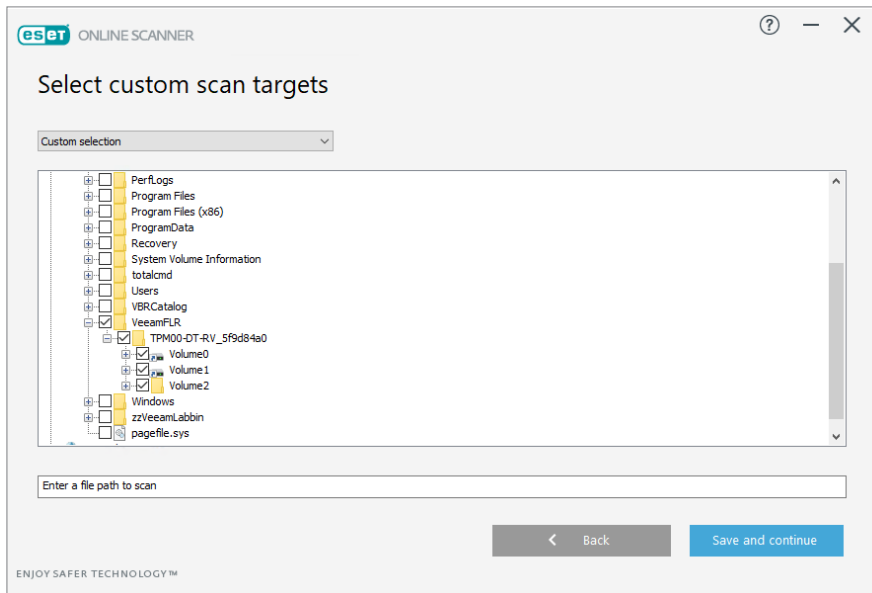 eset ONLINE SCANNER
?
Select custom scan targets
Custom selection
PerfLogs
Program Files
Program Files (x86)
ProgramData
Recovery
System Volume Information
totalcmd
Users
VBRCatalog
VeeamFLR
TPM00-DT-RV_5f9d84a0
Volume0
Volume1
Volume2
Windows
zzVeeamLabbin
pagefile.sys
Enter a file path to scan
Back
Save and continue
ENJOY SAFER TECHNOLOGY™